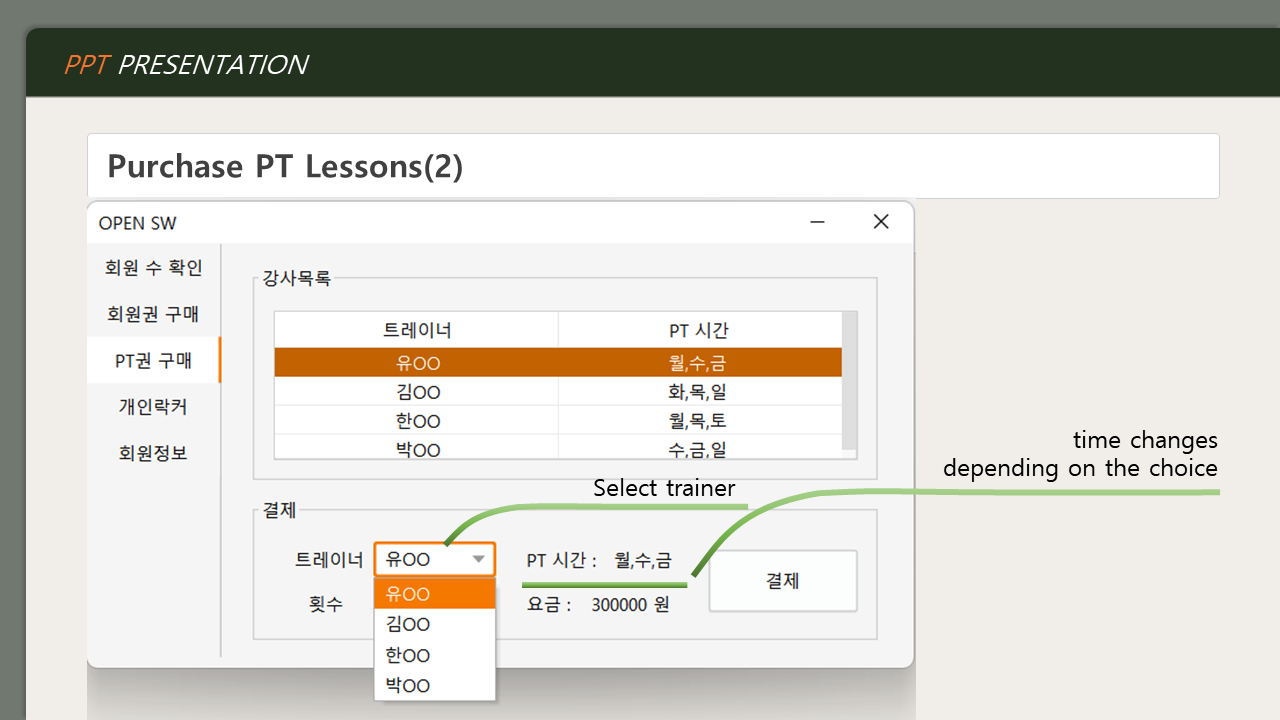 PPT PRESENTATION
Purchase PT Lessons(2)
OPEN SW
회원 수 확인
회원권 구매
PT권 구매
개인락커
회원정보
강사목록
트레이너 PT 시간
유OO 월,수,금
김OO 화,목,일
한OO 월,목,토
박OO 수,금,일
time changes
depending on the choice
Select trainer
결제
트레이너 유OO PT 시간 : 월,수,금
결제
유OO
횟수 요금 : 300000 원
김OO
한OO
박OO